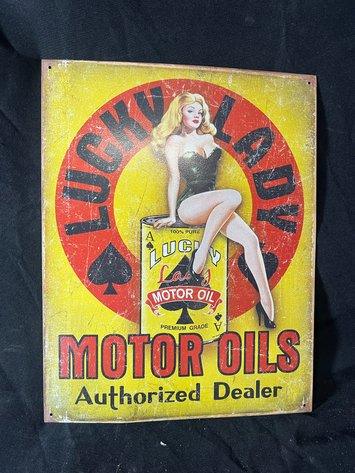 LUCKY LADY
A
100% PURE
LUCKY
Lady
MOTOR OIL
PREMIUM GRADE
A
MOTOR OILS
Authorized Dealer